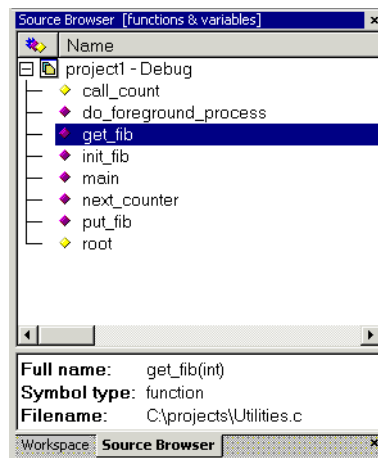 Source Browser [functions & variables] ×
Name
project1 - Debug
call_count
do_foreground_process
get_fib
init_fib
main
next_counter
put_fib
root
Full name: get_fib(int)
Symbol type: function
Filename: C:\projects\Utilities.c
Workspace Source Browser ×